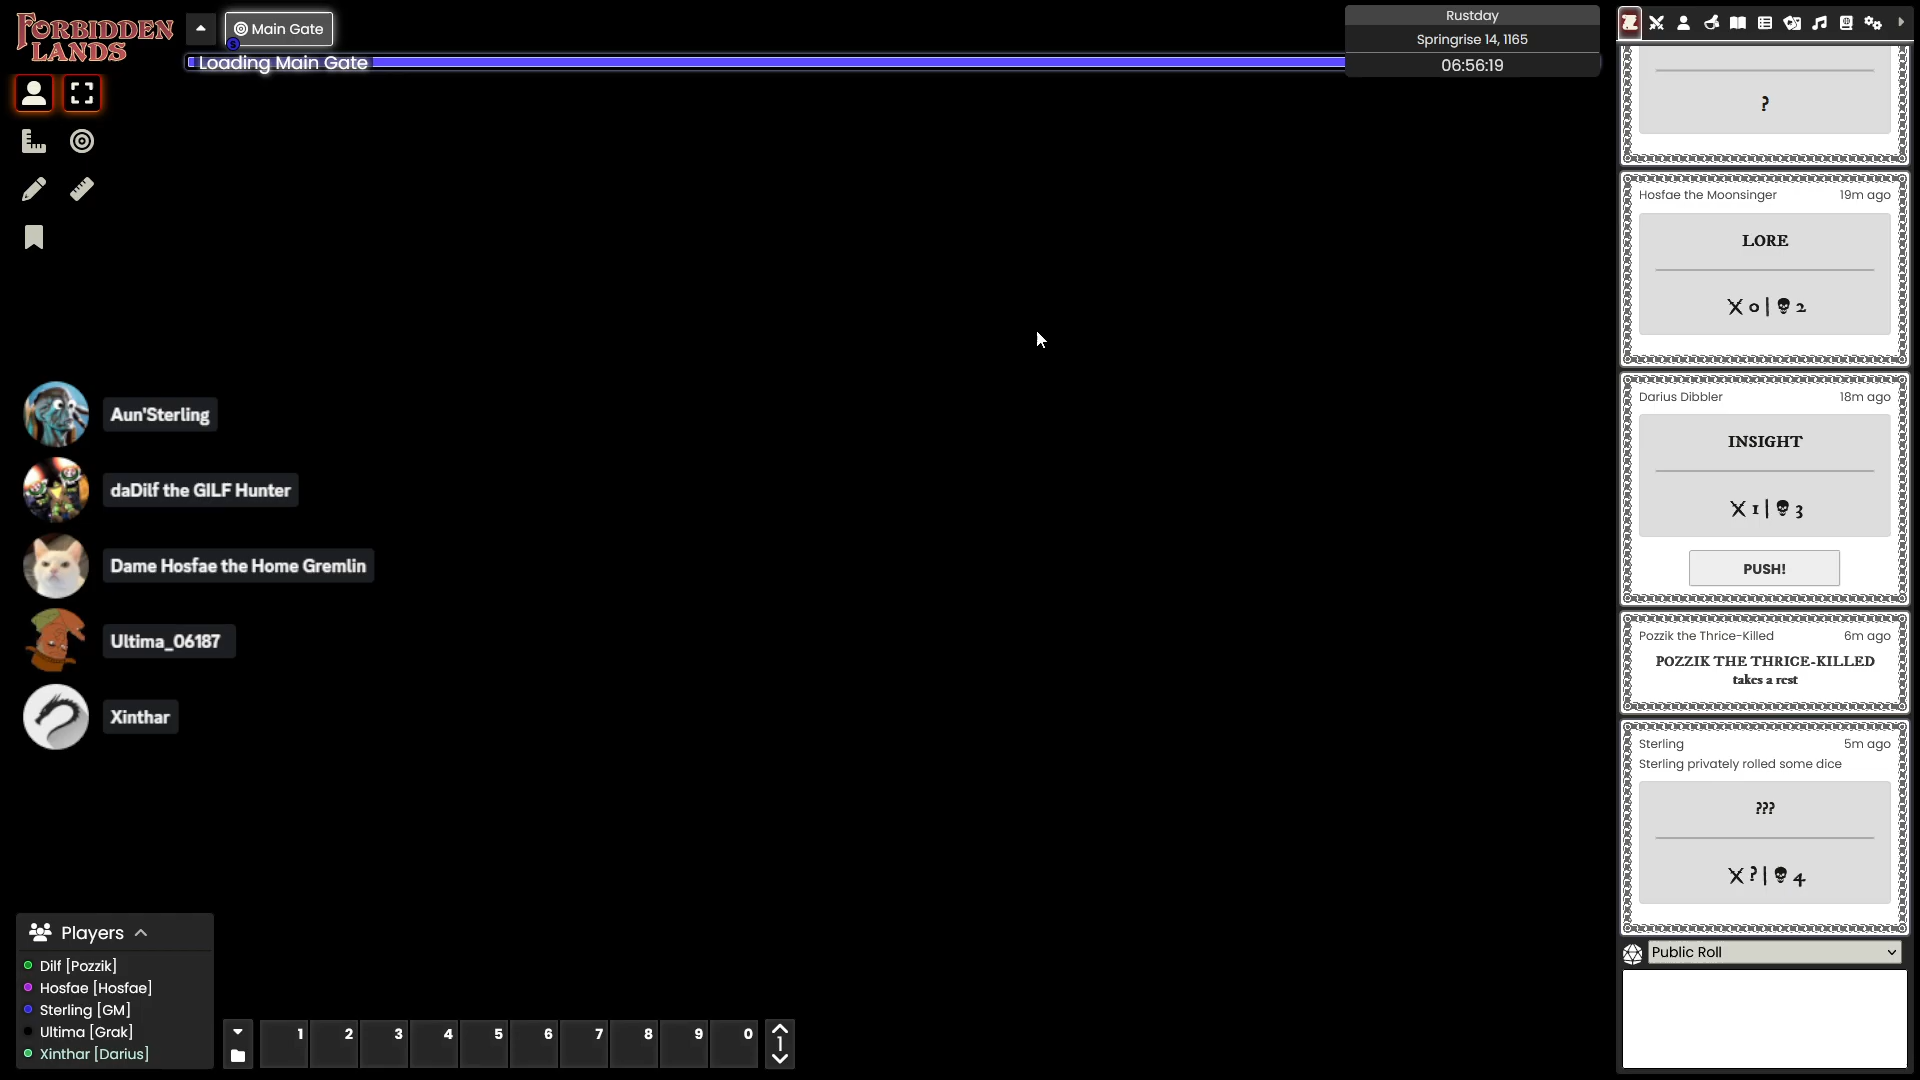 FORBIDDEN
LANDS
Main Gate
S
Loading Main Gate
Rustday
Springrise 14, 1165
06:56:19
?
Hosfae the Moonsinger 19m ago
LORE
0 | 2
Darius Dibbler 18m ago
INSIGHT
1 | 3
PUSH!
Pozzik the Thrice-Killed 6m ago
POZZIK THE THRICE-KILLED
takes a rest
Sterling 5m ago
Sterling privately rolled some dice
???
? | 4
Public Roll
Aun'Sterling
daDilf the GILF Hunter
Dame Hosfae the Home Gremlin
Ultima_06187
Xinthar
Players
Dilf [Pozzik]
Hosfae [Hosfae]
Sterling [GM]
Ultima [Grak]
Xinthar [Darius]
1 2 3 4 5 6 7 8 9 0
1